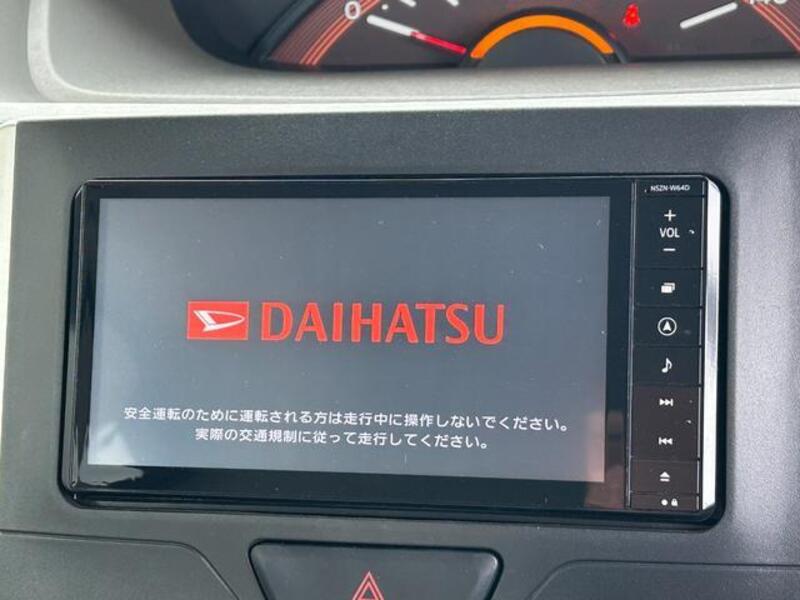 0
140
NSZN-W64D
+
VOL
−
DAIHATSU
安全運転のために運転される方は走行中に操作しないでください。
実際の交通規制に従って走行してください。